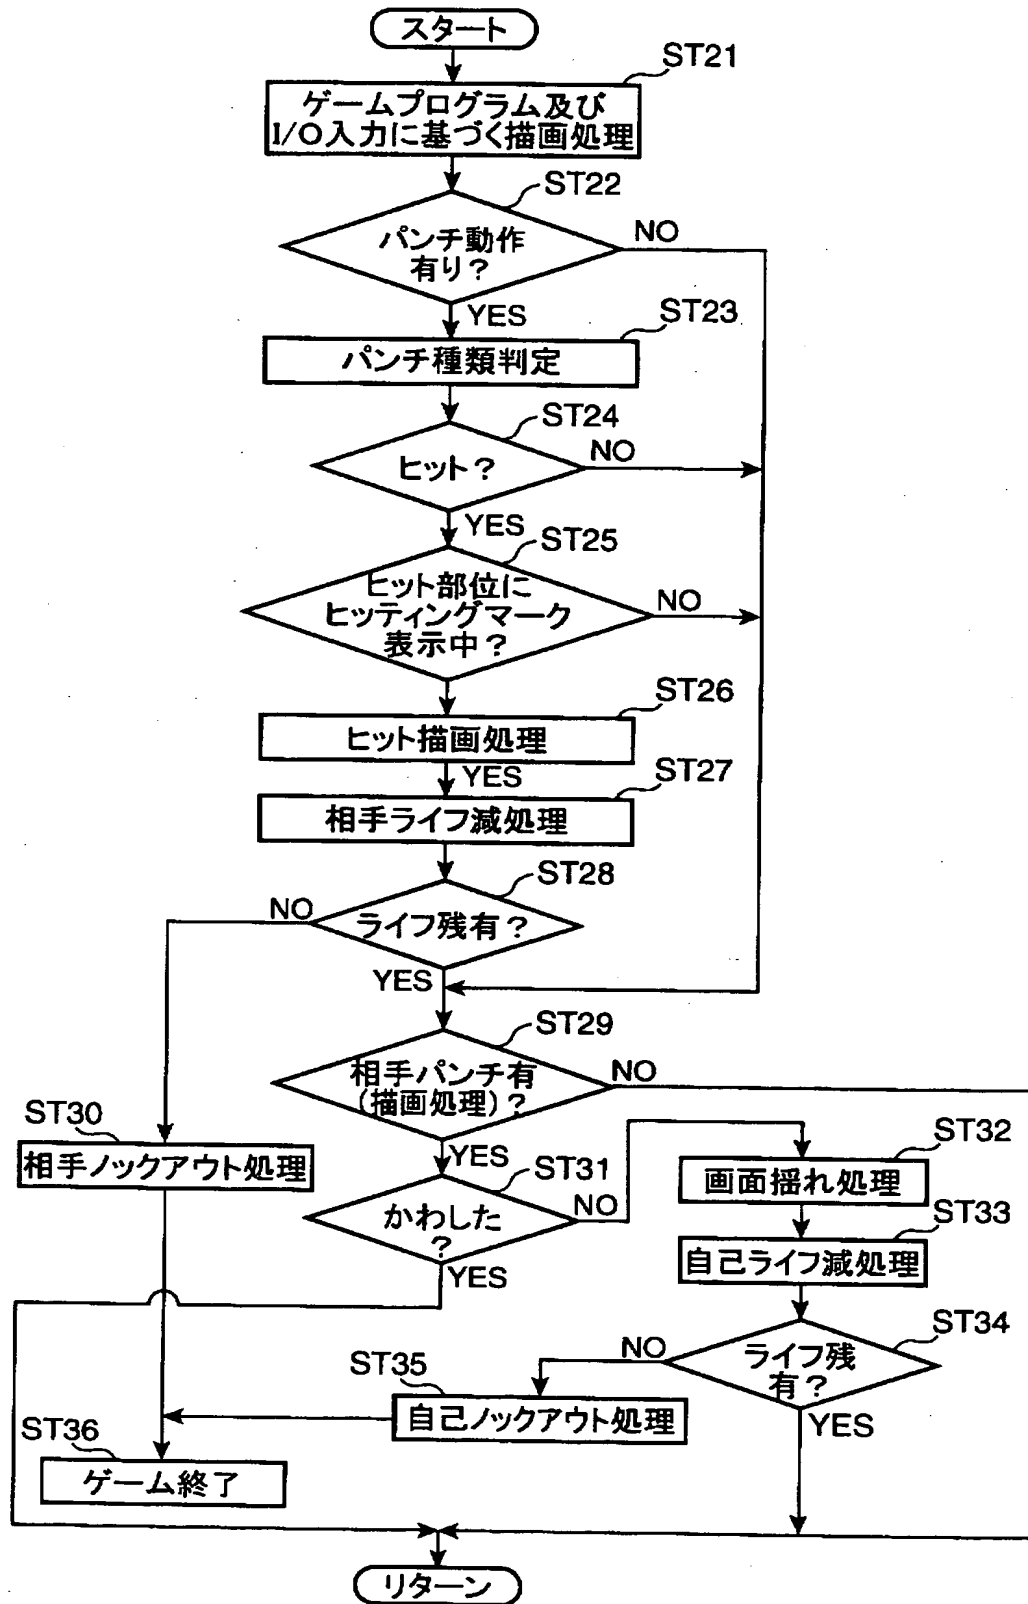 スタート
ST21
ゲームプログラム及び
I/O入力に基づく描画処理
ST22
パンチ動作
有り?
NO
YES
ST23
パンチ種類判定
ST24
ヒット?
NO
YES
ST25
ヒット部位に
ヒッティングマーク
表示中?
NO
ST26
ヒット描画処理
YES
ST27
相手ライフ減処理
ST28
ライフ残有?
NO
YES
ST29
相手パンチ有
(描画処理)?
NO
YES
ST30
相手ノックアウト処理
ST31
かわした
?
NO
YES
ST32
画面揺れ処理
ST33
自己ライフ減処理
ST34
ライフ残
有?
NO
YES
ST35
自己ノックアウト処理
ST36
ゲーム終了
リターン